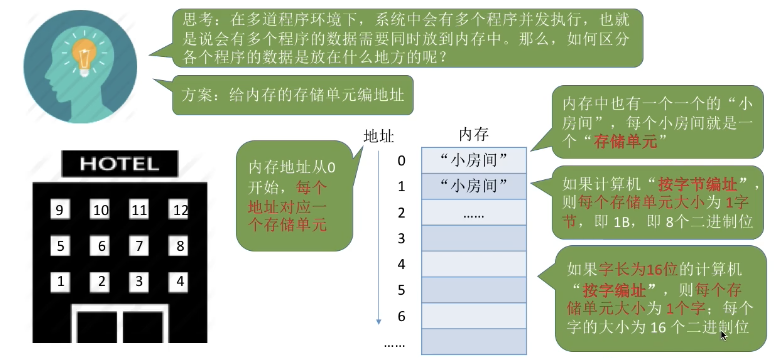 思考：在多道程序环境下，系统中会有多个程序并发执行，也就
是说会有多个程序的数据需要同时放到内存中。那么，如何区分
各个程序的数据是放在什么地方的呢？
方案：给内存的存储单元编地址
HOTEL
9 10 11 12
5 6 7 8
1 2 3 4
内存地址从0
开始，每个
地址对应一
个存储单元
地址 内存
0 “小房间”
1 “小房间”
2 ……
3
4
5
6
……
内存中也有一个一个的“小
房间”，每个小房间就是一
个“存储单元”
如果计算机“按字节编址”，
则每个存储单元大小为 1字
节，即 1B，即 8个二进制位
如果字长为16位的计算机
“按字编址”，则每个存
储单元大小为 1个字；每个
字的大小为 16 个二进制位